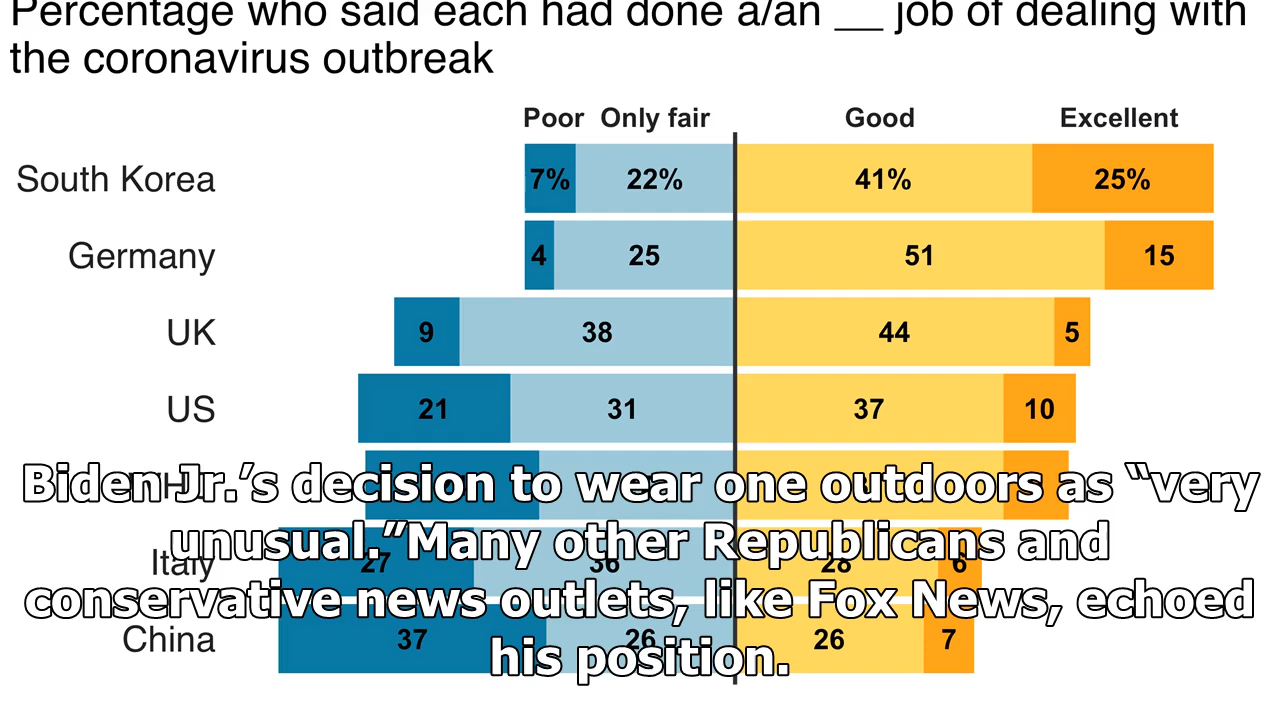 Percentage who said each had done a/an __ job of dealing with
the coronavirus outbreak
Poor Only fair Good Excellent
South Korea 7% 22% 41% 25%
Germany 4 25 51 15
UK 9 38 44 5
US 21 31 37 10
Biden Jr.’s decision to wear one outdoors as “very
unusual.”Many other Republicans and
Italy 27 36 28 6
conservative news outlets, like Fox News, echoed
China 37 26 26 7
his position.